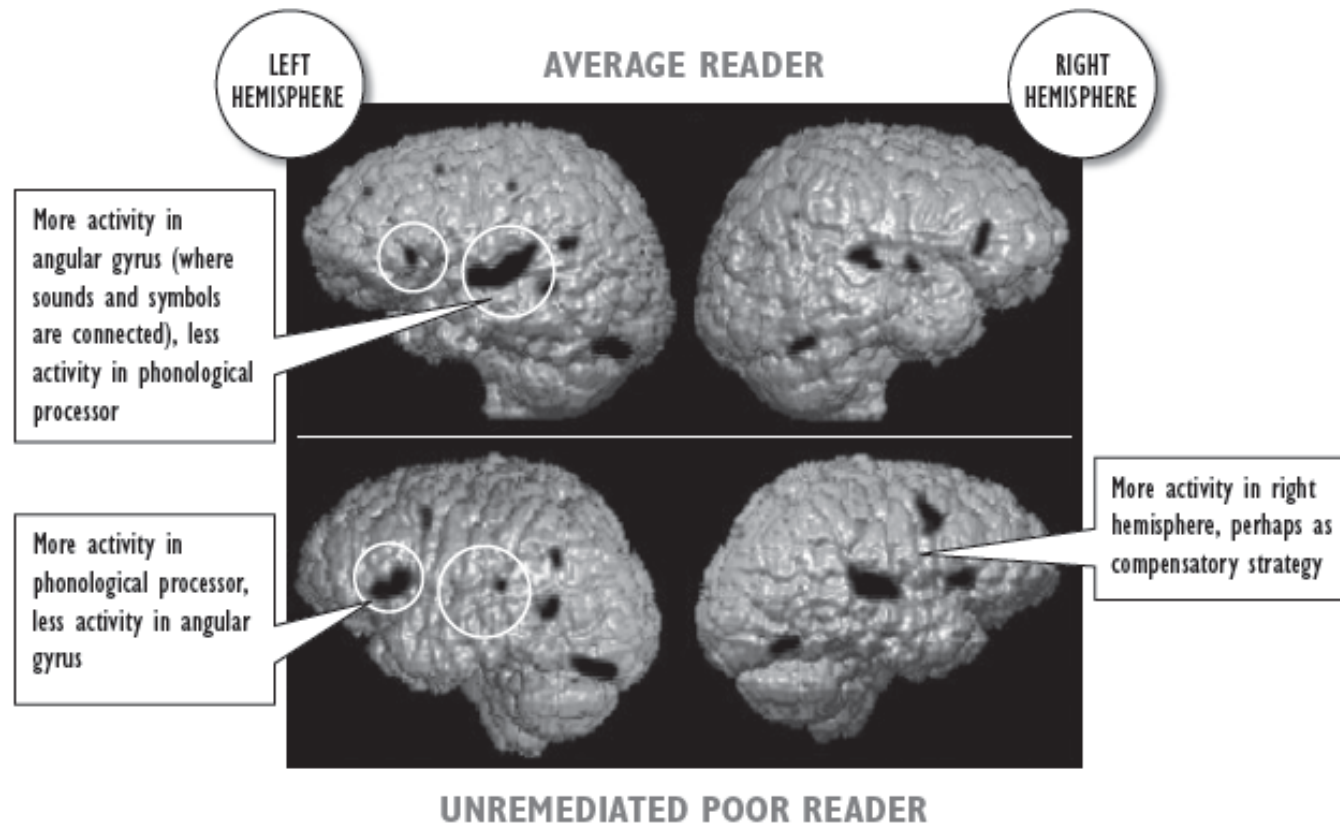 LEFT
HEMISPHERE
AVERAGE READER
RIGHT
HEMISPHERE
More activity in
angular gyrus (where
sounds and symbols
are connected), less
activity in phonological
processor
More activity in
phonological processor,
less activity in angular
gyrus
More activity in right
hemisphere, perhaps as
compensatory strategy
UNREMEDIATED POOR READER